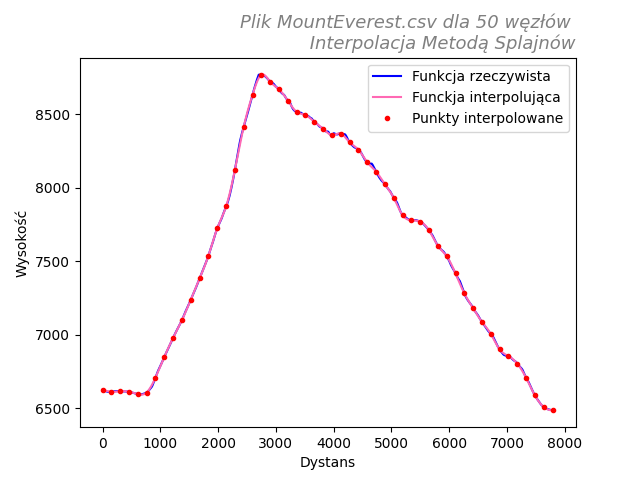 Plik MountEverest.csv dla 50 węzłów
Interpolacja Metodą Splajnów
Funkcja rzeczywista
Funckja interpolująca
Punkty interpolowane
Wysokość
8500
8000
7500
7000
6500
0 1000 2000 3000 4000 5000 6000 7000 8000
Dystans